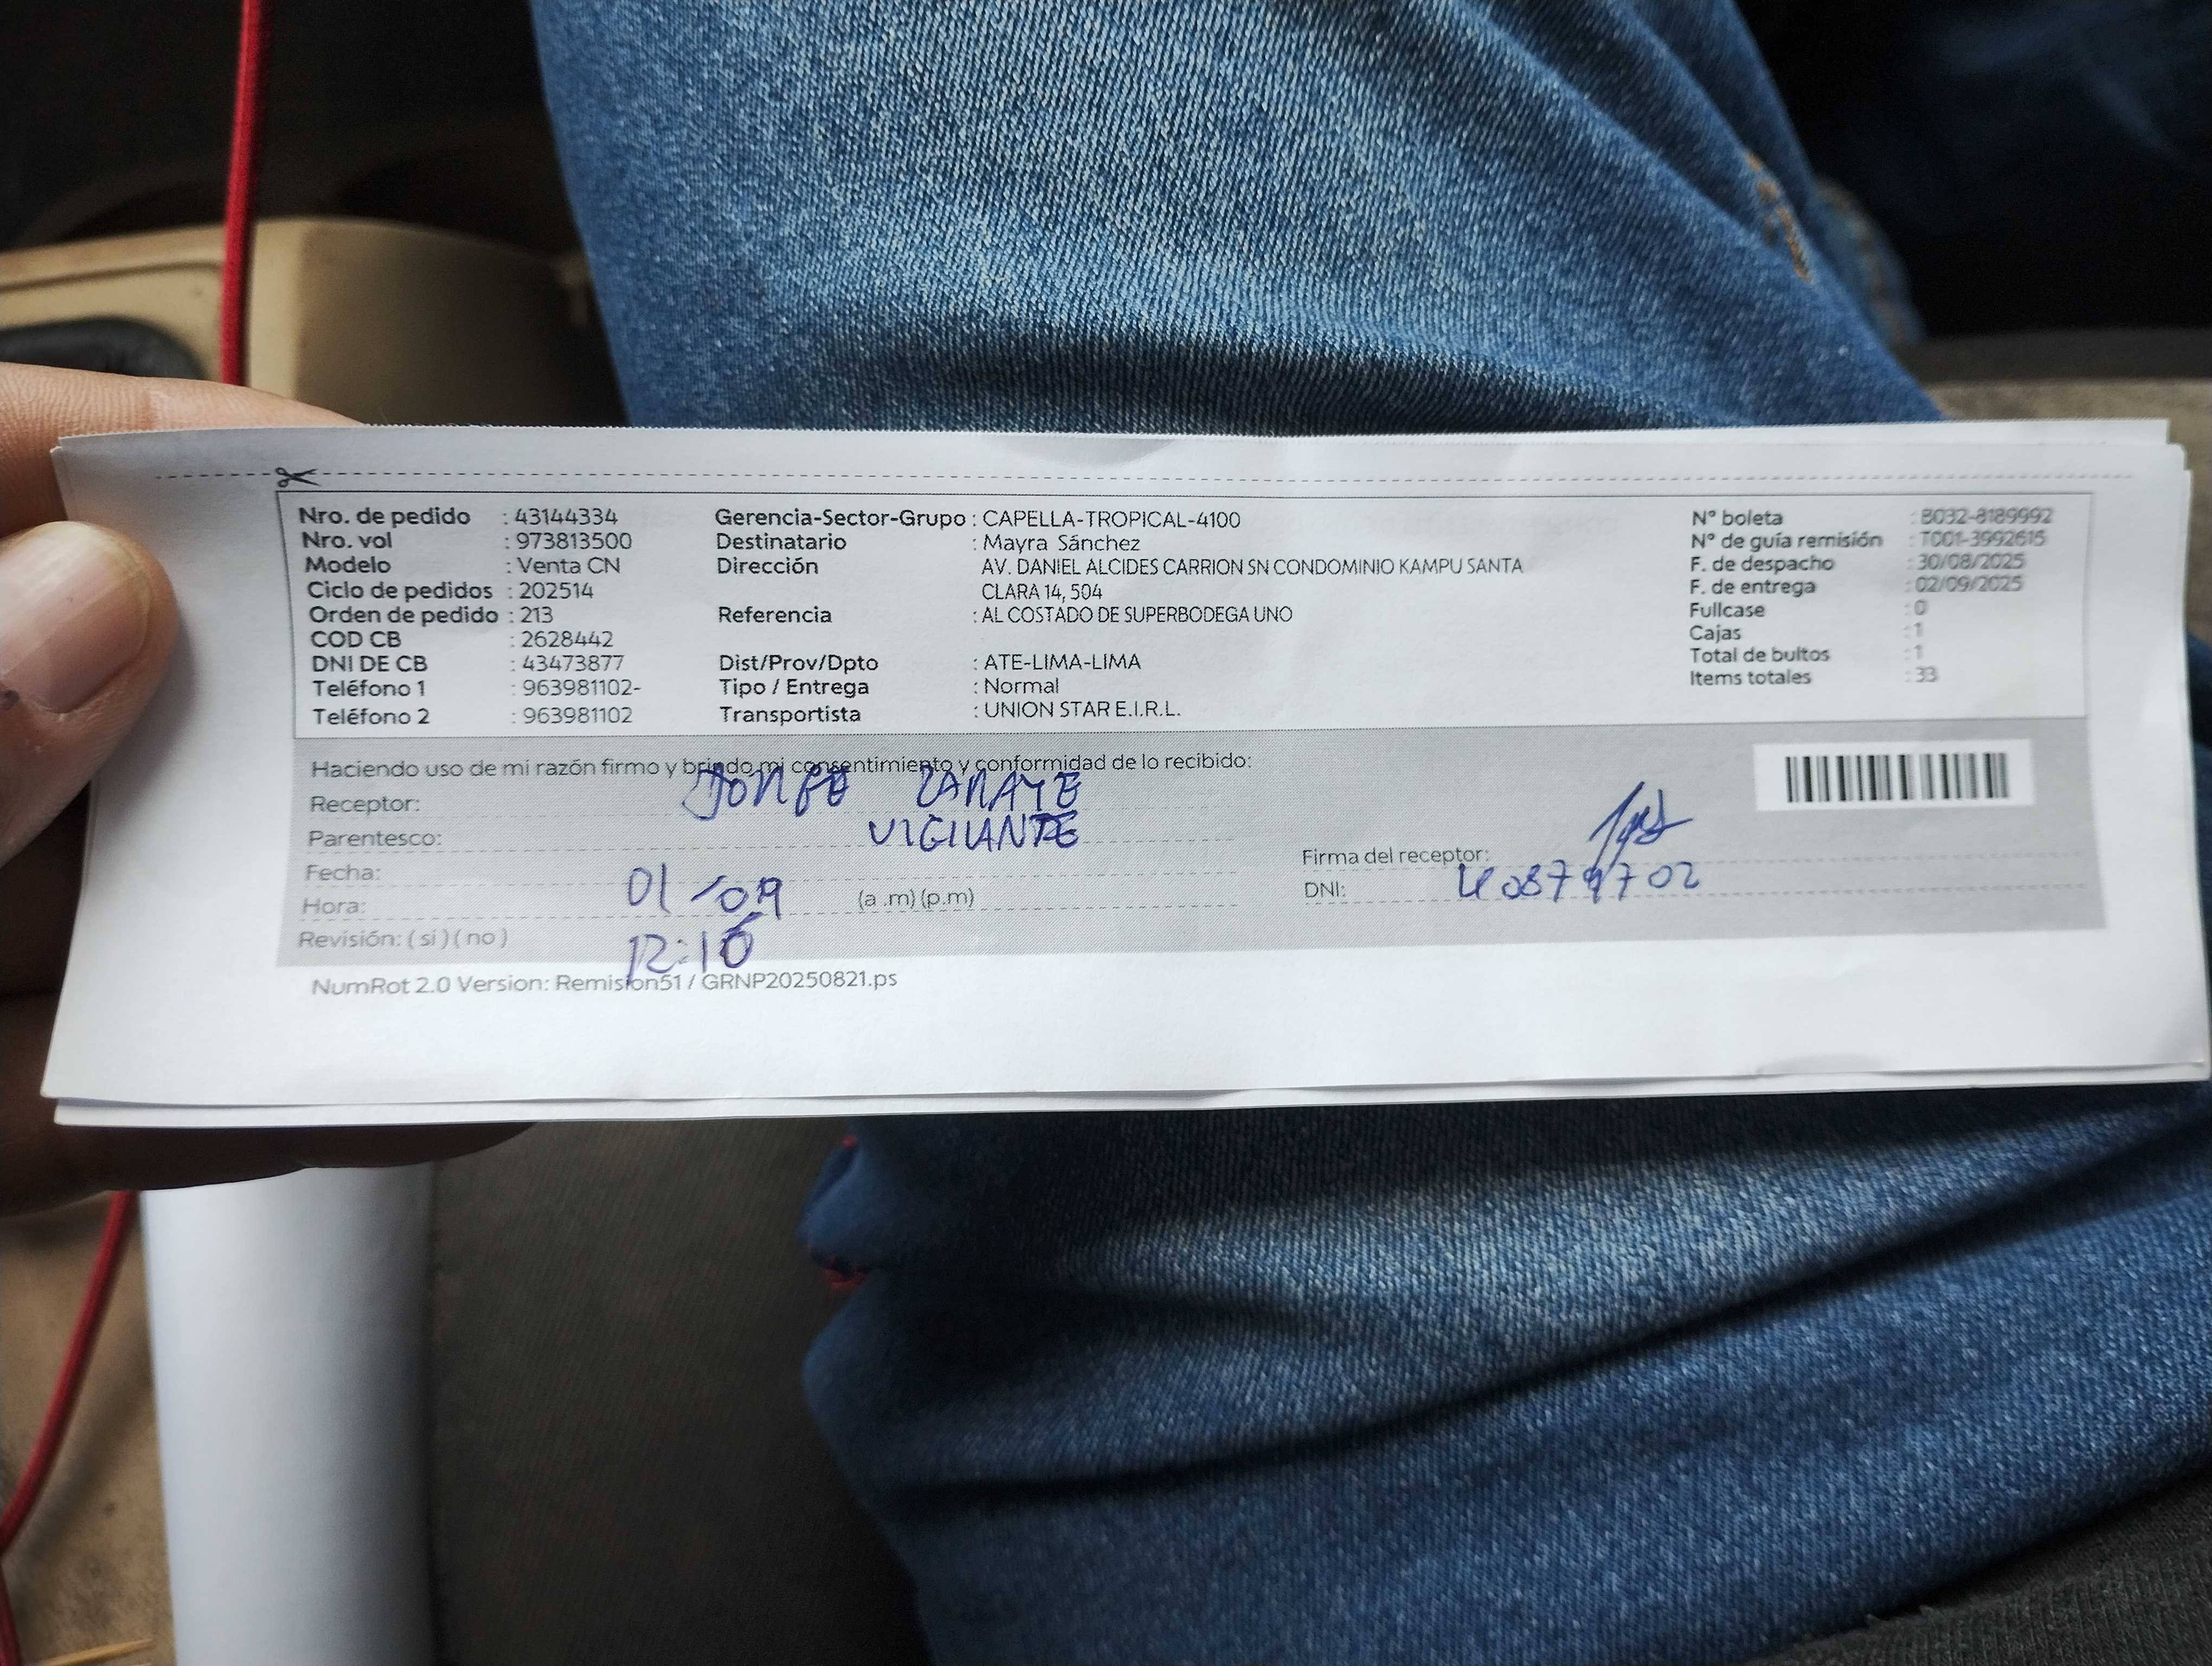 Nro. de pedido : 43144334
Nro. vol : 973813500
Modelo : Venta CN
Ciclo de pedidos : 202514
Orden de pedido : 213
COD CB : 2628442
DNI DE CB : 43473877
Teléfono 1 : 963981102-
Teléfono 2 : 963981102
Gerencia-Sector-Grupo : CAPELLA-TROPICAL-4100
Destinatario : Mayra Sánchez
Dirección AV. DANIEL ALCIDES CARRION SN CONDOMINIO KAMPU SANTA
CLARA 14, 504
Referencia : AL COSTADO DE SUPERBODEGA UNO
Dist/Prov/Dpto : ATE-LIMA-LIMA
Tipo / Entrega : Normal
Transportista : UNION STAR E.I.R.L.
N° boleta : B032-8189992
N° de guía remisión : T001-3992615
F. de despacho : 30/08/2025
F. de entrega : 02/09/2025
Fullcase : 0
Cajas : 1
Total de bultos : 1
Items totales : 33
Haciendo uso de mi razón firmo y brindo mi consentimiento y conformidad de lo recibido:
Receptor: JORGE ZARATE
Parentesco: VIGILANTE
Fecha: 01/09
Hora: (a.m)(p.m)
12:16
Revisión: (si)(no)
Firma del receptor:
DNI:
NumRot 2.0 Version: Remision51 / GRNP20250821.ps